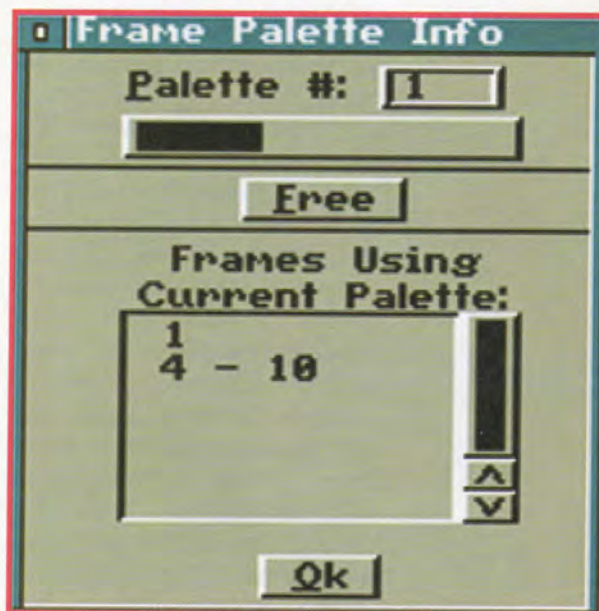 Frame Palette Info
Palette #: 1
Free
Frames Using
Current Palette:
1
4 - 10
Ok